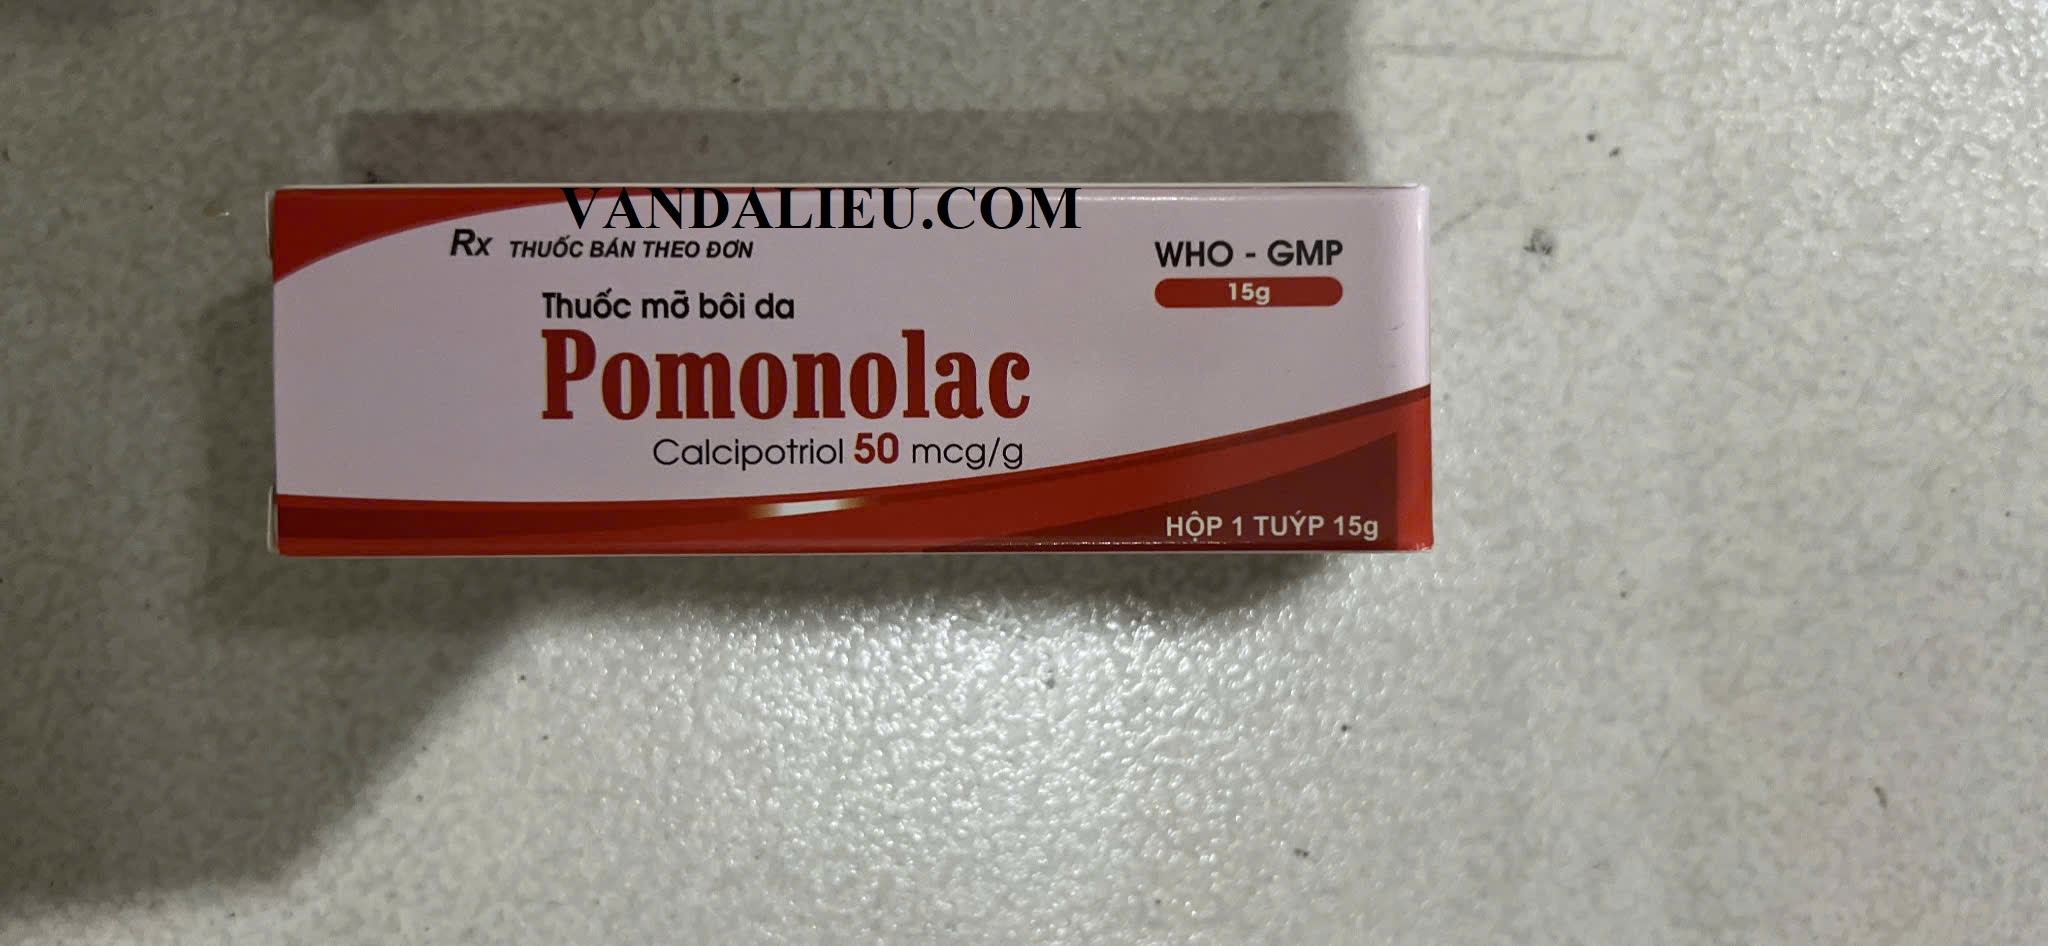 VANDALIEU.COM
Rx THUỐC BÁN THEO ĐƠN
WHO - GMP
15g
Thuốc mỡ bôi da
Pomonolac
Calcipotriol 50 mcg/g
HỘP 1 TUÝP 15g